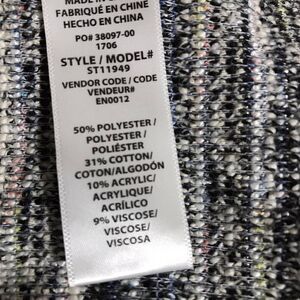 FABRIQUÉ EN CHINE
HECHO EN CHINA
PO# 38097-00
1706
STYLE / MODEL#
ST11949
VENDOR CODE / CODE
VENDEUR#
EN0012
50% POLYESTER /
POLYESTER /
POLIÉSTER
31% COTTON/
COTON/ALGODÓN
10% ACRYLIC/
ACRYLIQUE/
ACRÍLICO
9% VISCOSE/
VISCOSE/
VISCOSA